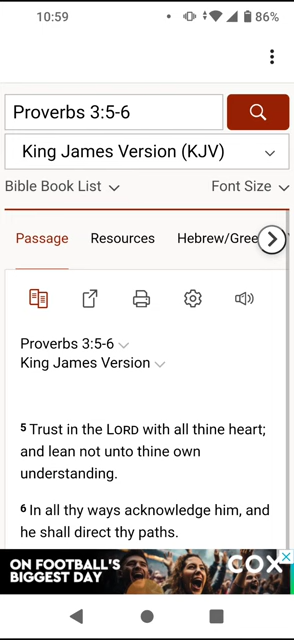 10:59
86%
Proverbs 3:5-6
King James Version (KJV)
Bible Book List
Font Size
Passage
Resources
Hebrew/Gree
Proverbs 3:5-6
King James Version
5 Trust in the LORD with all thine heart;
and lean not unto thine own
understanding.
6 In all thy ways acknowledge him, and
he shall direct thy paths.
ON FOOTBALL'S
BIGGEST DAY
COX